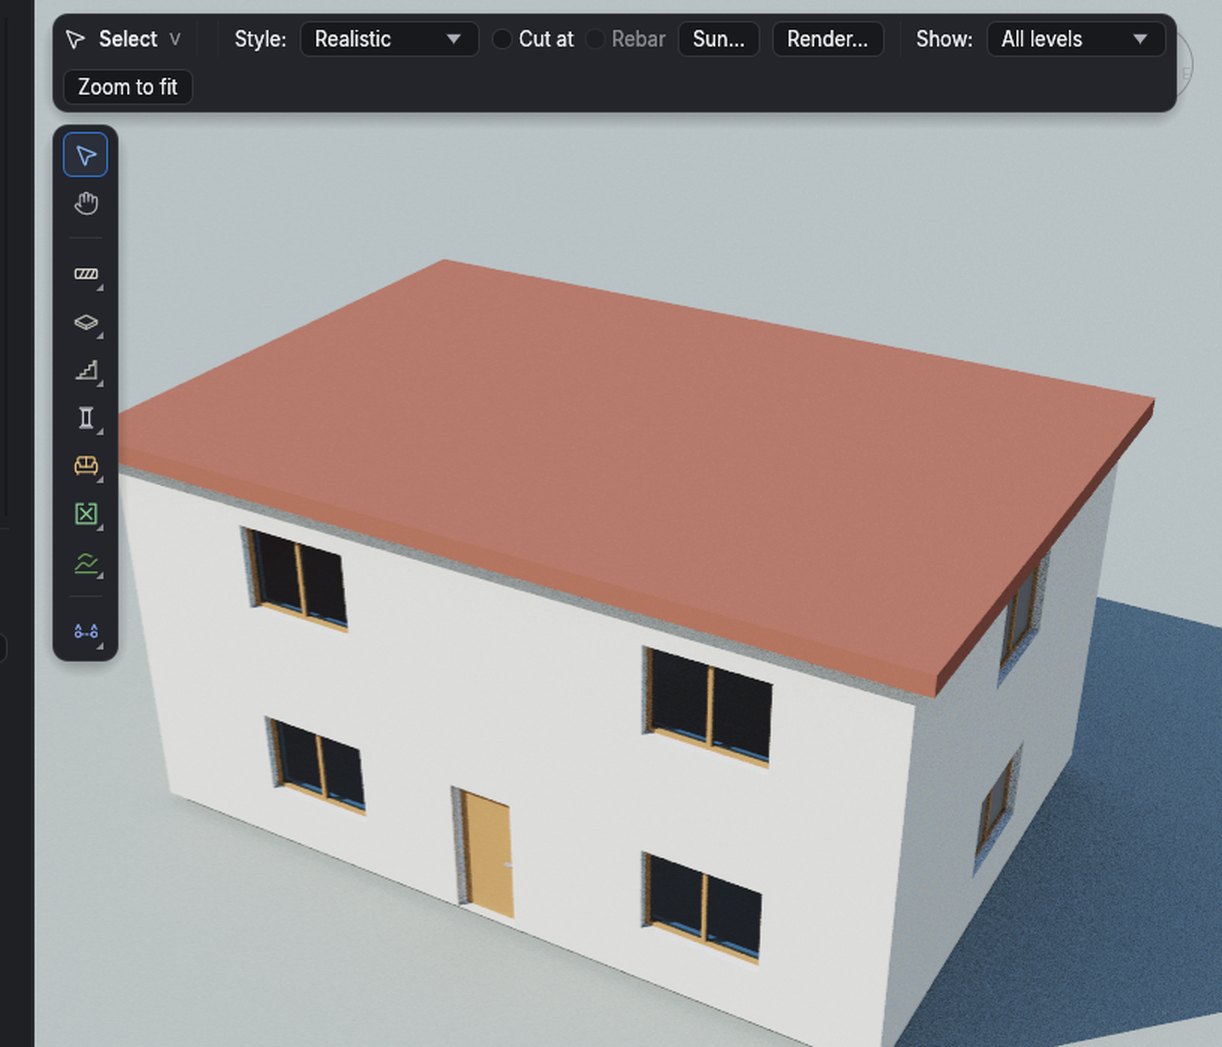 Select V Style: Realistic Cut at Rebar Sun... Render... Show: All levels
Zoom to fit
E